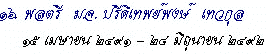 ๑๖ พลตรี ม.จ. ปรีดิเทพย์พงษ์ เทวกุล
๑๕ เมษายน ๒๔๙๑ – ๒๔ มิถุนายน ๒๔๙๒